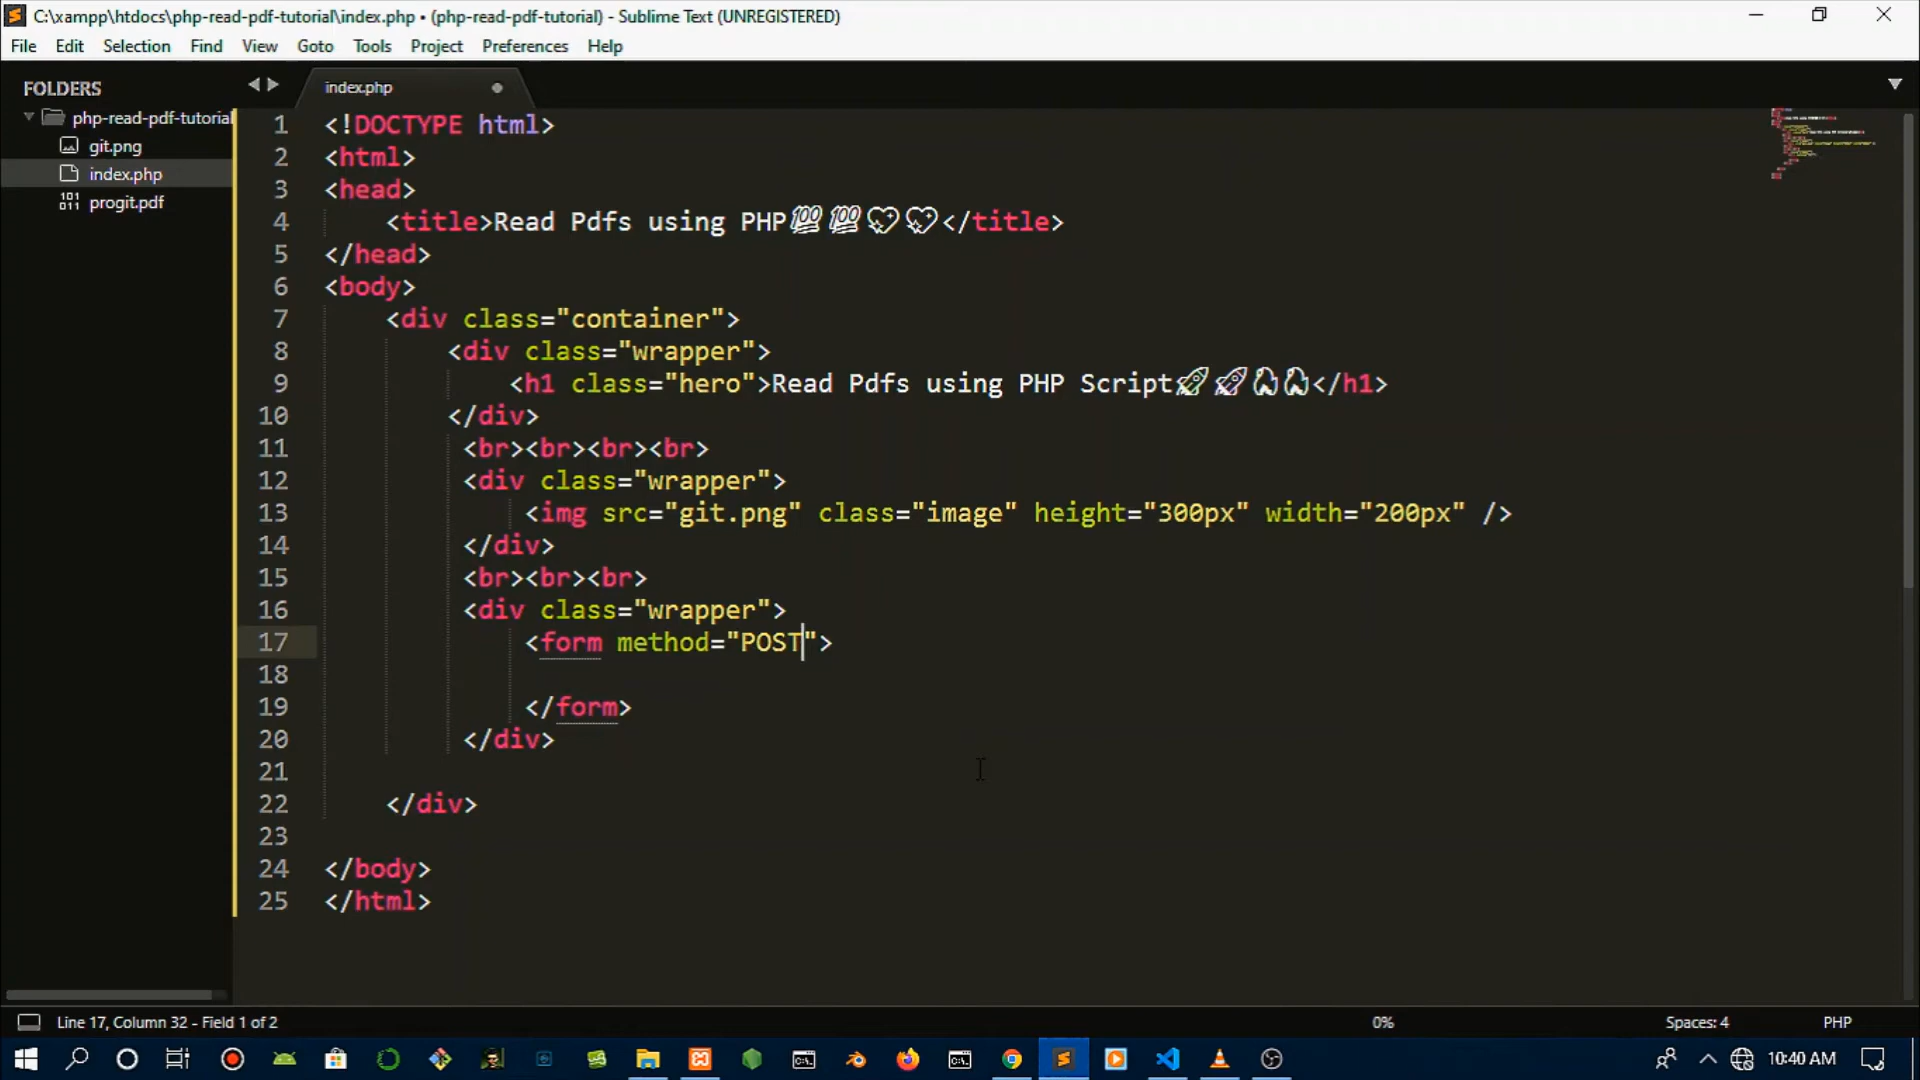 C:\xampp\htdocs\php-read-pdf-tutorial\index.php • (php-read-pdf-tutorial) - Sublime Text (UNREGISTERED)
File Edit Selection Find View Goto Tools Project Preferences Help
FOLDERS
php-read-pdf-tutorial
git.png
index.php
progit.pdf
index.php
1 <!DOCTYPE html>
2 <html>
3 <head>
4 <title>Read Pdfs using PHP💯💯💖💖</title>
5 </head>
6 <body>
7 <div class="container">
8 <div class="wrapper">
9 <h1 class="hero">Read Pdfs using PHP Script🚀🚀🔥🔥</h1>
10 </div>
11 <br><br><br><br>
12 <div class="wrapper">
13 <img src="git.png" class="image" height="300px" width="200px" />
14 </div>
15 <br><br><br>
16 <div class="wrapper">
17 <form method="POST">
18
19 </form>
20 </div>
21
22 </div>
23
24 </body>
25 </html>
Line 17, Column 32 - Field 1 of 2 0% Spaces: 4 PHP
10:40 AM